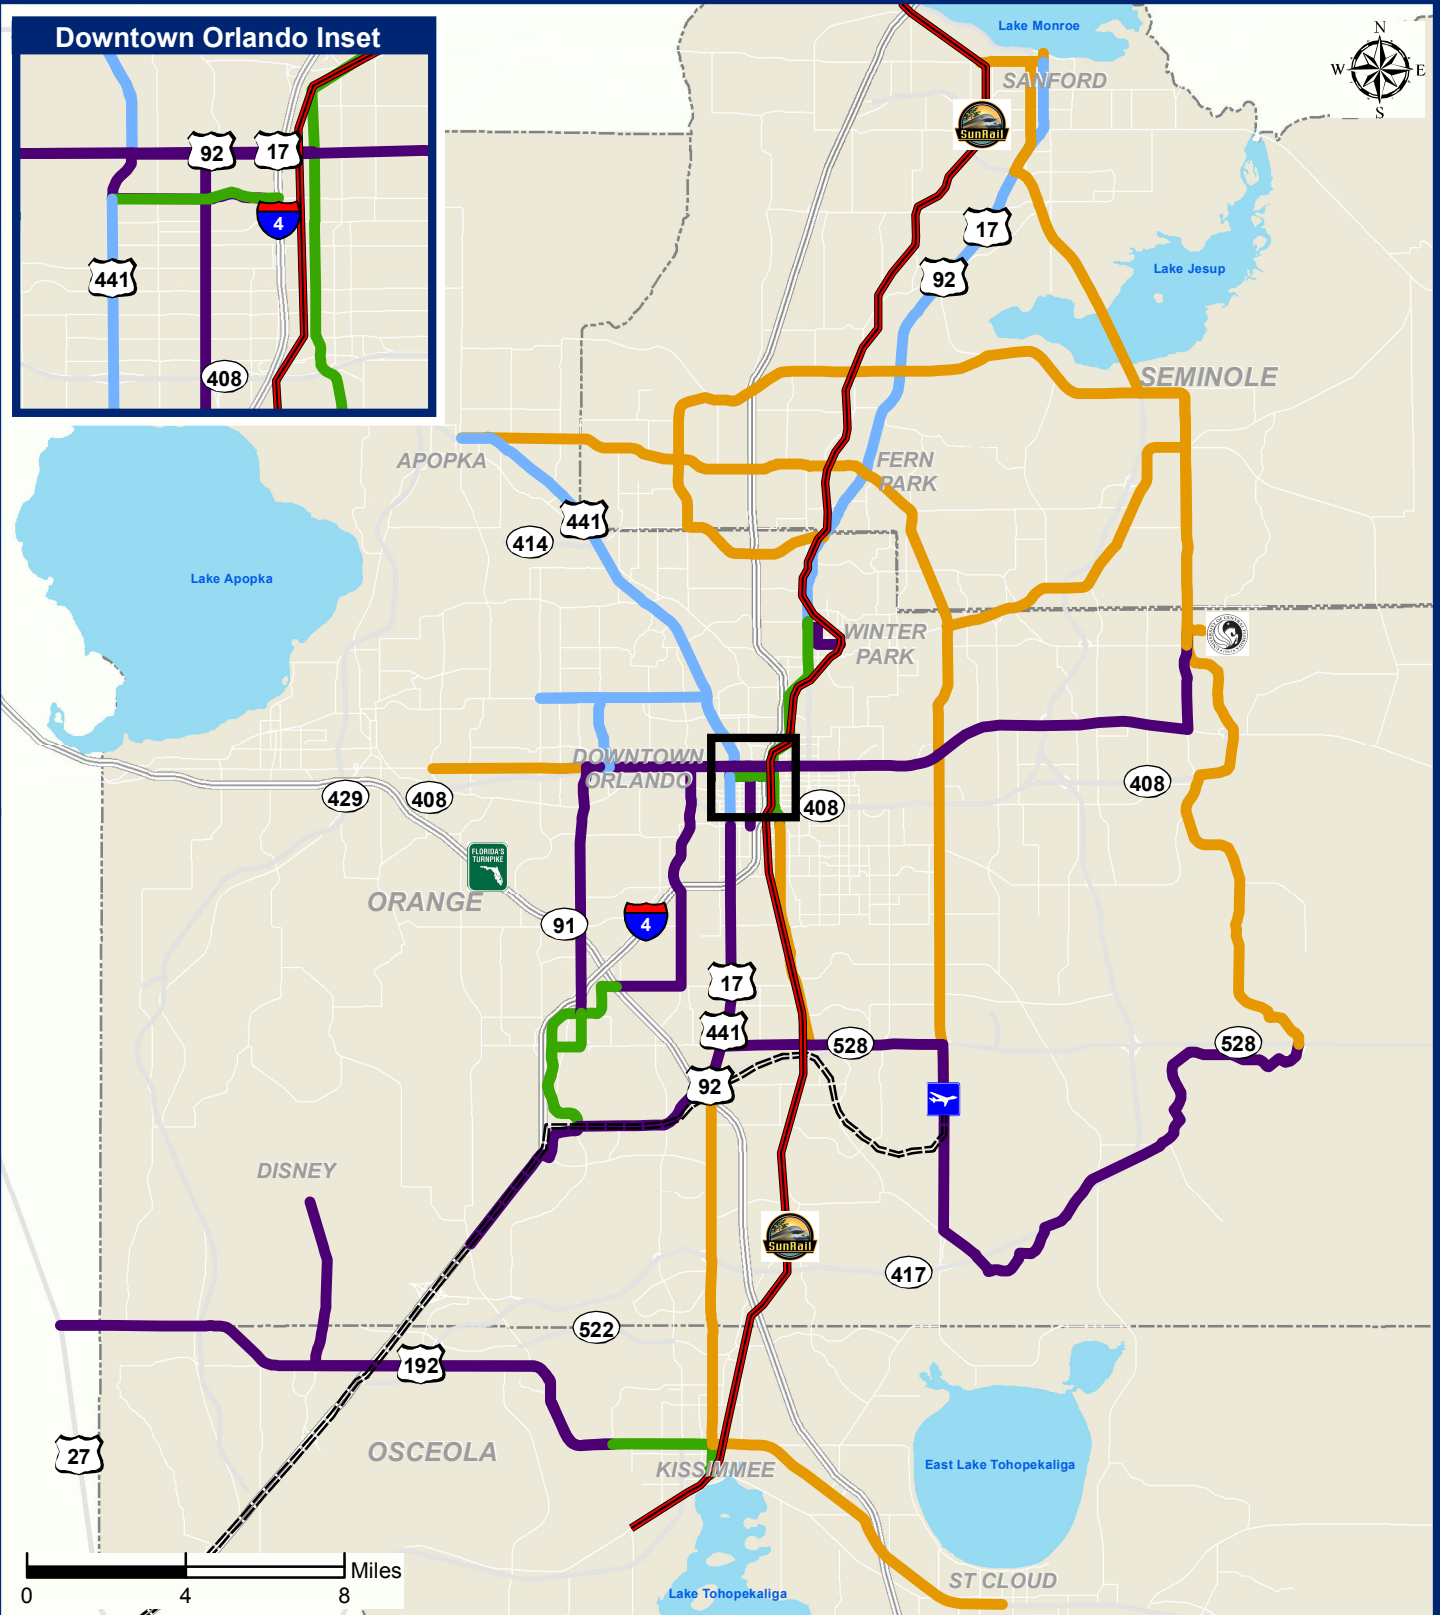 Downtown Orlando Inset
92
17
4
441
408
Lake Monroe
N
W
E
S
SANFORD
SunRail
17
92
Lake Jesup
SEMINOLE
APOPKA
FERN
PARK
441
414
Lake Apopka
WINTER
PARK
DOWNTOWN
ORLANDO
429
408
408
408
FLORIDA'S
TURNPIKE
ORANGE
91
4
17
441
528
528
92
DISNEY
SunRail
417
522
192
27
OSCEOLA
KISSIMMEE
East Lake Tohopekaliga
ST CLOUD
Lake Tohopekaliga
Miles
0
4
8